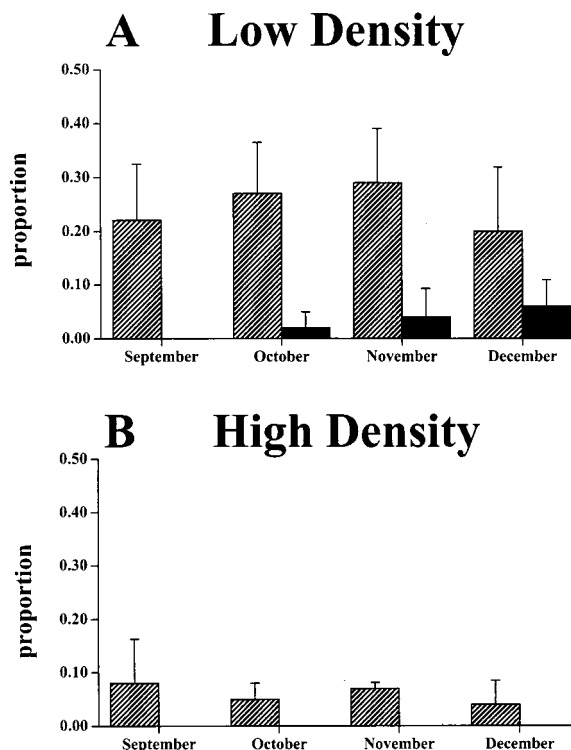 A Low Density
proportion
0.50
0.40
0.30
0.20
0.10
0.00
September October November December
B High Density
proportion
0.50
0.40
0.30
0.20
0.10
0.00
September October November December